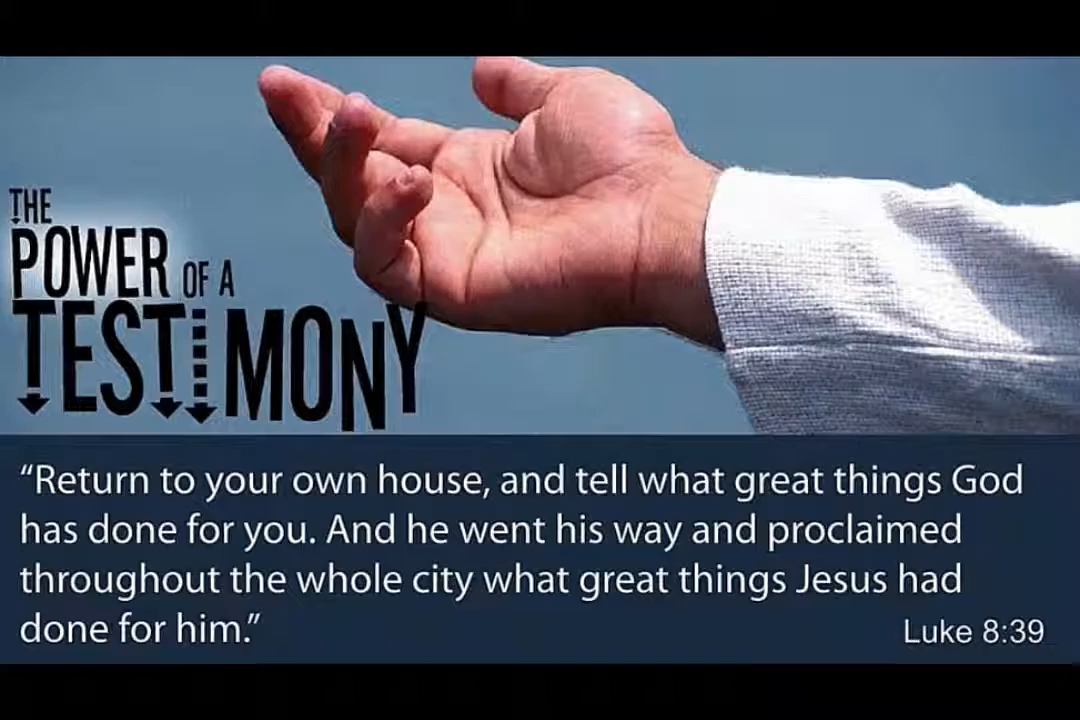 THE
POWER OF A
TESTIMONY
“Return to your own house, and tell what great things God
has done for you. And he went his way and proclaimed
throughout the whole city what great things Jesus had
done for him.”
Luke 8:39